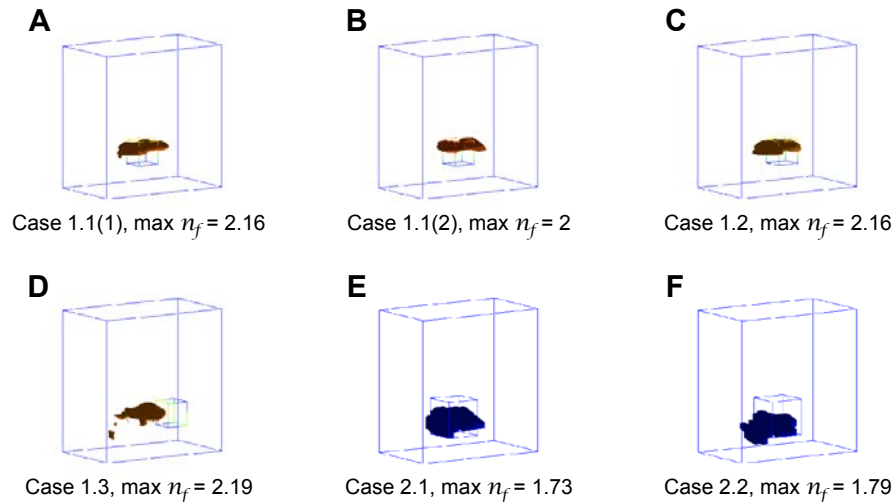 A
B
C
Case 1.1(1), max n_f = 2.16
Case 1.1(2), max n_f = 2
Case 1.2, max n_f = 2.16
D
E
F
Case 1.3, max n_f = 2.19
Case 2.1, max n_f = 1.73
Case 2.2, max n_f = 1.79